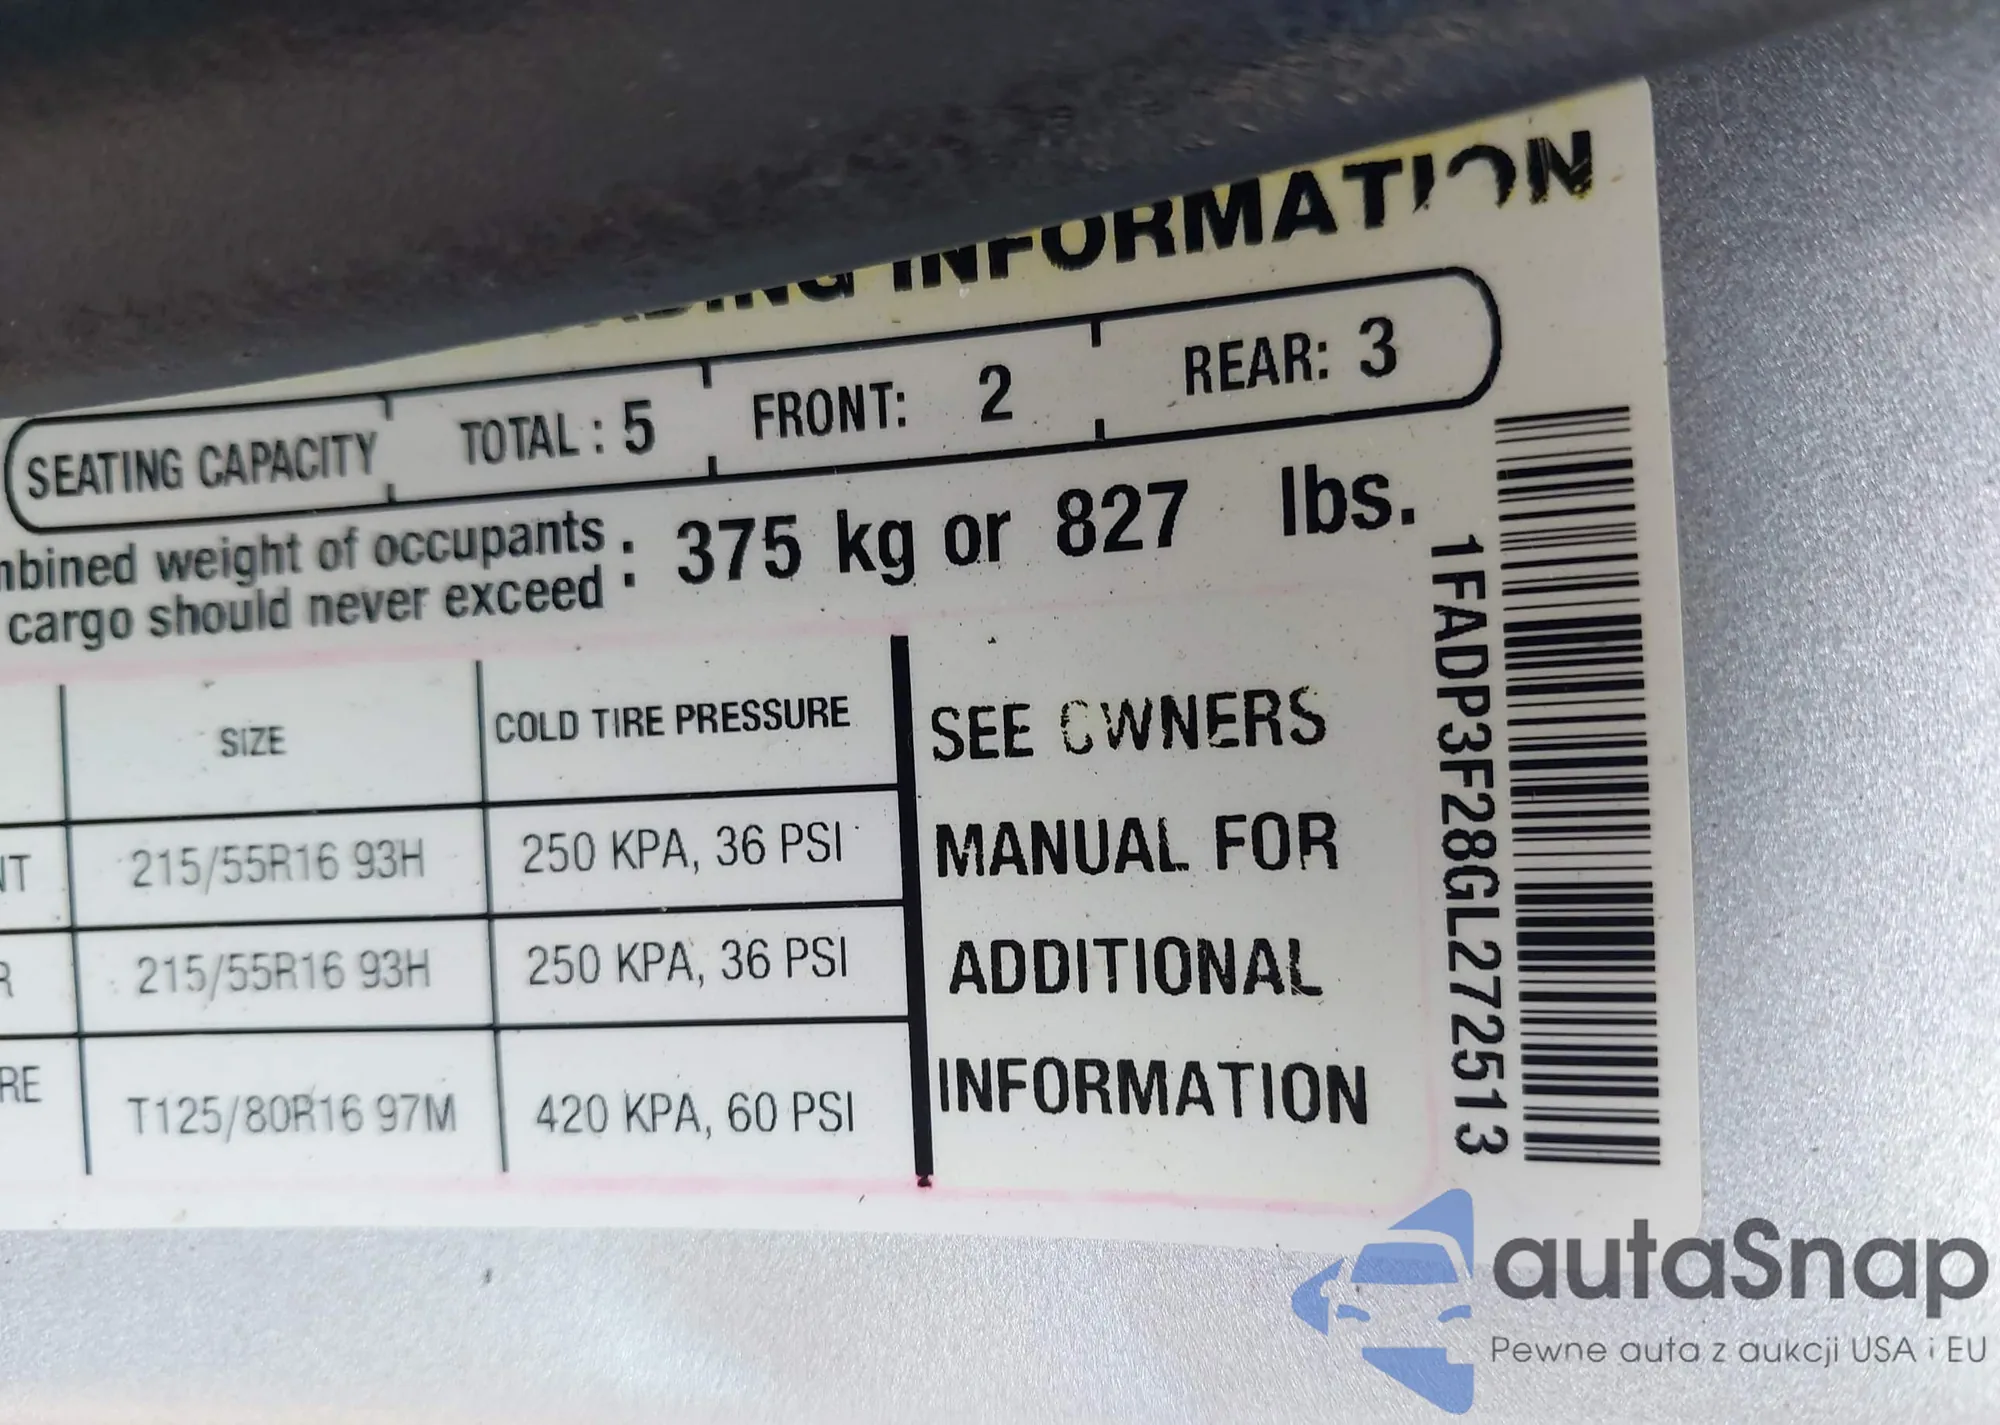 INFORMATION
SEATING CAPACITY TOTAL : 5 FRONT: 2 REAR: 3
weight of occupants
cargo should never exceed : 375 kg or 827 lbs.
SIZE COLD TIRE PRESSURE
215/55R16 93H 250 KPA, 36 PSI
215/55R16 93H 250 KPA, 36 PSI
T125/80R16 97M 420 KPA, 60 PSI
SEE OWNERS
MANUAL FOR
ADDITIONAL
INFORMATION
1FADP3F28GL272513
autaSnap
Pewne auta z aukcji USA i EU